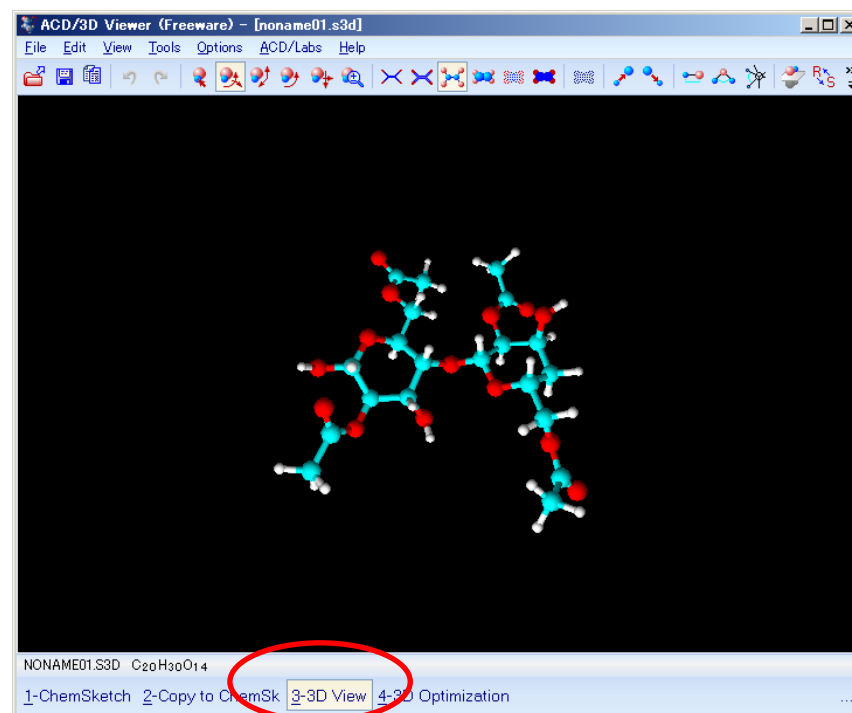 ACD/3D Viewer (Freeware) - [noname01.s3d]
File Edit View Tools Options ACD/Labs Help
R S
NONAME01.S3D C20H30O14
1-ChemSketch 2-Copy to ChemSk 3-3D View 4-3D Optimization ...